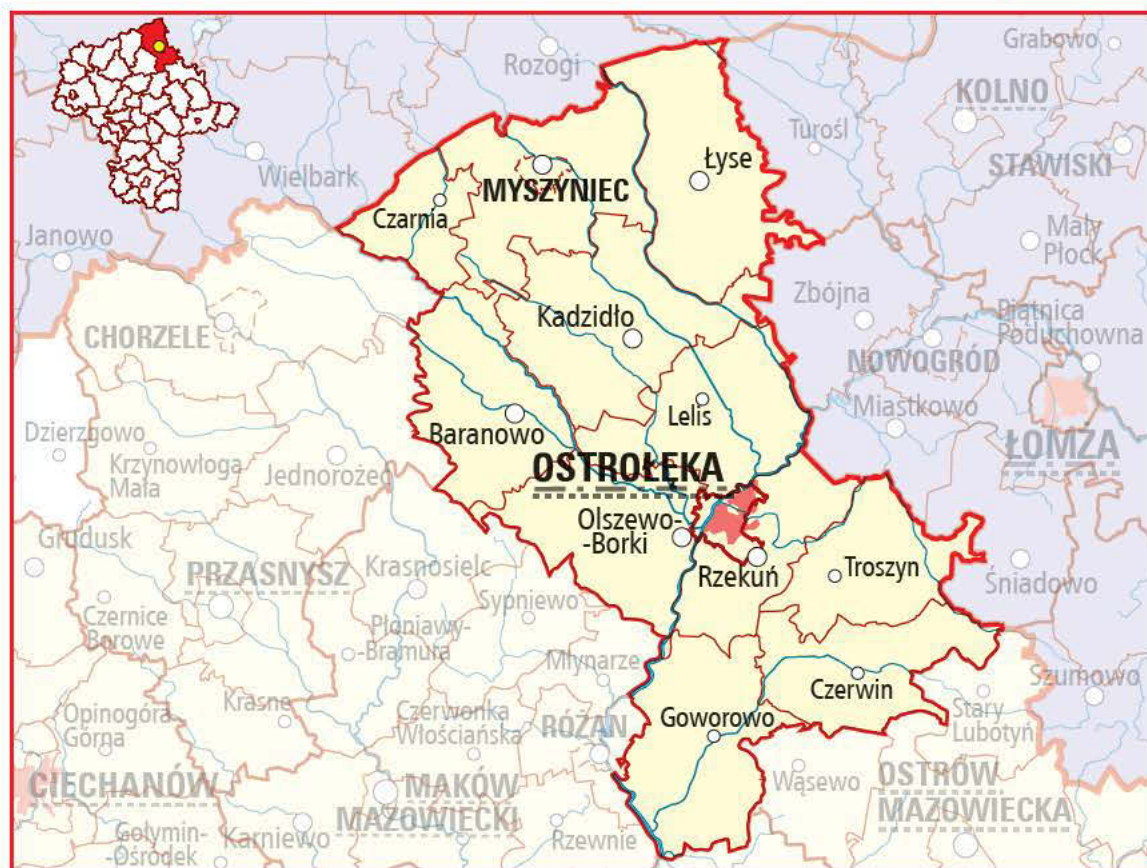 Grabowo
Rozogi
KOLNO
Turośl
STAWISKI
Wielbark
Łyse
MYSZYNIEC
Czarnia
Janowo
Mały
Płock
Zbójna
Piątnica
Poduchowna
Kadzidło
CHORZELE
NOWOGRÓD
Miastkowo
Lelis
Baranowo
Dzierzgowo
Krzynowłoga
Mała
Jednorożec
ŁOMŻA
OSTROŁĘKA
Olszewo-
-Borki
Grudusk
PRZASNYSZ
Krasnosielc
Rzekuń
Troszyn
Śniadowo
Czernice
Borowe
Sypniewo
Płoniawy-
-Bramura
Młynarze
Czerwin
Szumowo
Krasne
Opinogóra
Górna
Czerwonka
Włościańska
RÓŻAN
Goworowo
Stary
Lubotyń
CIECHANÓW
MAKÓW
MAZOWIECKI
Wąsewo
OSTRÓW
MAZOWIECKA
Gołymin-
-Ośrodek
Karniewo
Rzewnie